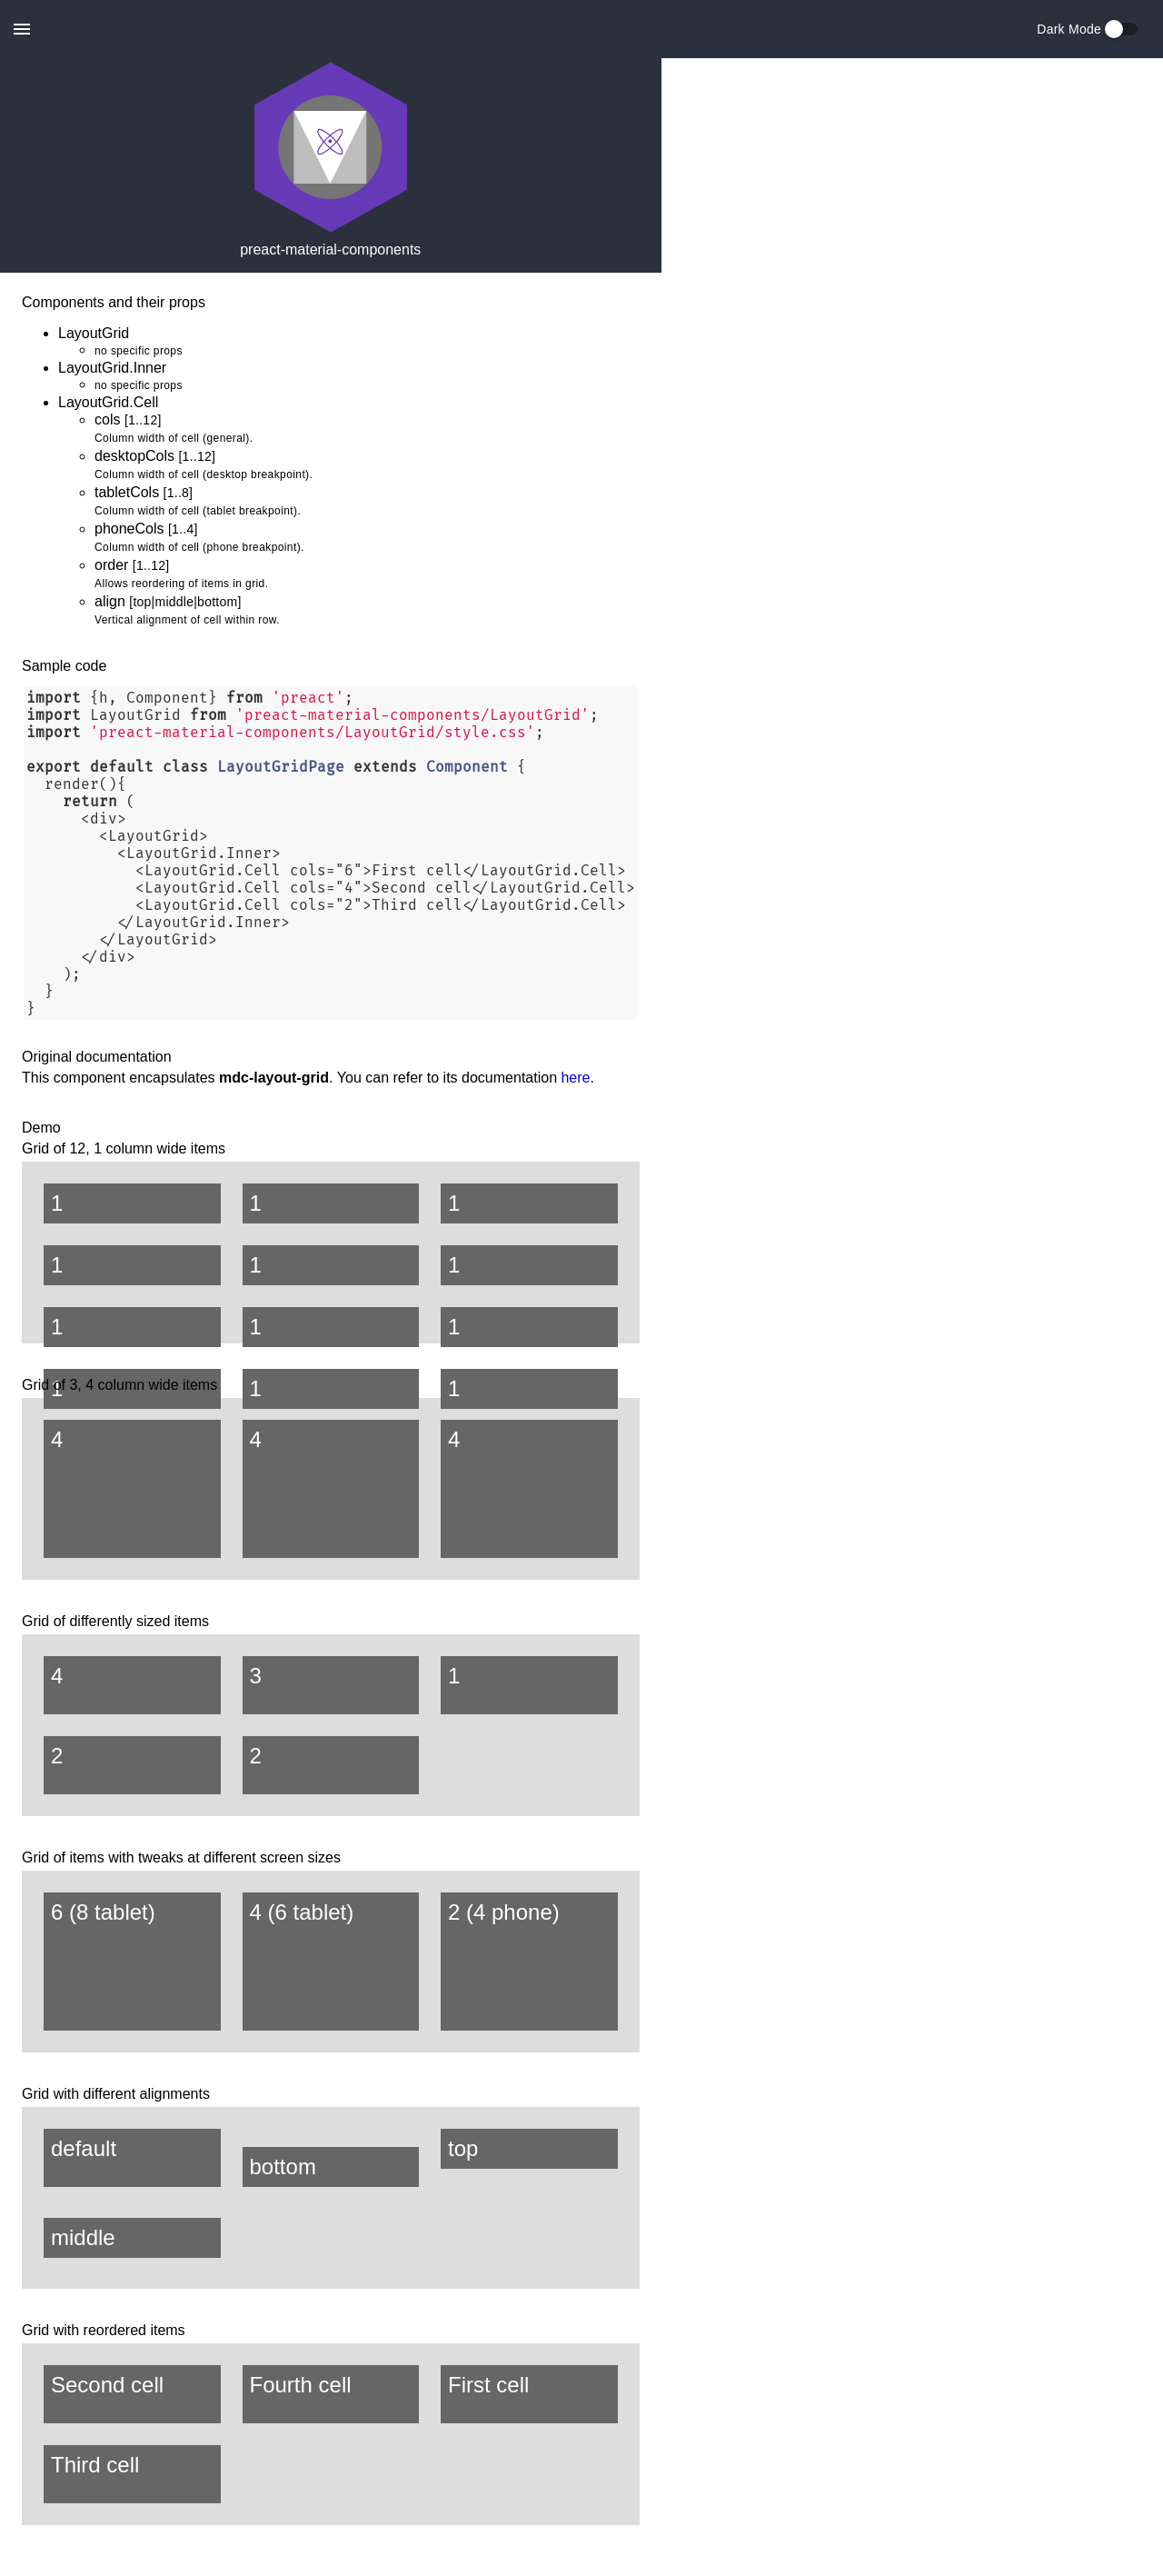 Dark Mode
preact-material-components
Components and their props
LayoutGrid
no specific props
LayoutGrid.Inner
no specific props
LayoutGrid.Cell
cols [1..12]
Column width of cell (general).
desktopCols [1..12]
Column width of cell (desktop breakpoint).
tabletCols [1..8]
Column width of cell (tablet breakpoint).
phoneCols [1..4]
Column width of cell (phone breakpoint).
order [1..12]
Allows reordering of items in grid.
align [top|middle|bottom]
Vertical alignment of cell within row.
Sample code
import {h, Component} from 'preact';
import LayoutGrid from 'preact-material-components/LayoutGrid';
import 'preact-material-components/LayoutGrid/style.css';
export default class LayoutGridPage extends Component {
render(){
return (
<div>
<LayoutGrid>
<LayoutGrid.Inner>
<LayoutGrid.Cell cols="6">First cell</LayoutGrid.Cell>
<LayoutGrid.Cell cols="4">Second cell</LayoutGrid.Cell>
<LayoutGrid.Cell cols="2">Third cell</LayoutGrid.Cell>
</LayoutGrid.Inner>
</LayoutGrid>
</div>
);
}
}
Original documentation
This component encapsulates mdc-layout-grid. You can refer to its documentation here.
Demo
Grid of 12, 1 column wide items
1 1 1
1 1 1
1 1 1
Grid of 3, 4 column wide items
1 1 1
4 4 4
Grid of differently sized items
4 3 1
2 2
Grid of items with tweaks at different screen sizes
6 (8 tablet) 4 (6 tablet) 2 (4 phone)
Grid with different alignments
default bottom top
middle
Grid with reordered items
Second cell Fourth cell First cell
Third cell